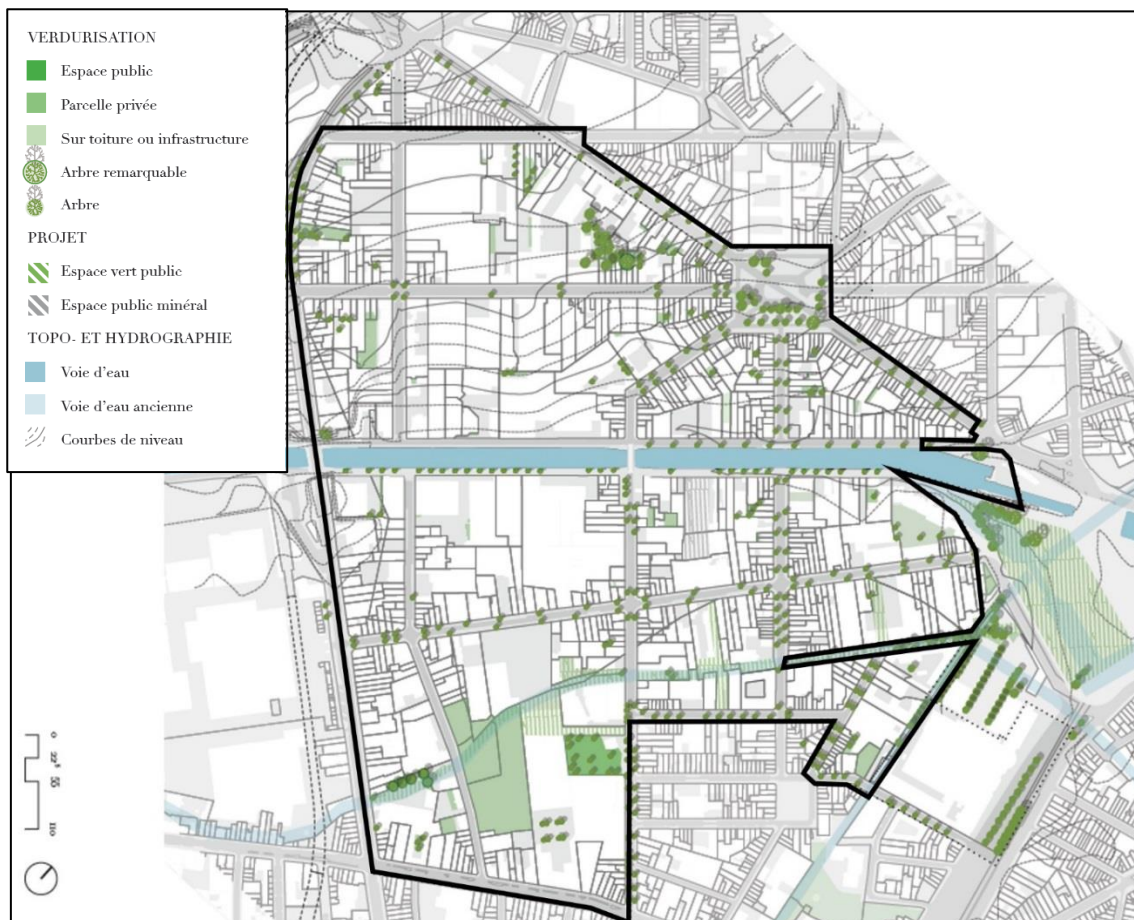 VERDURISATION
Espace public
Parcelle privée
Sur toiture ou infrastructure
Arbre remarquable
Arbre
PROJET
Espace vert public
Espace public minéral
TOPO- ET HYDROGRAPHIE
Voie d'eau
Voie d'eau ancienne
Courbes de niveau
0
55
110